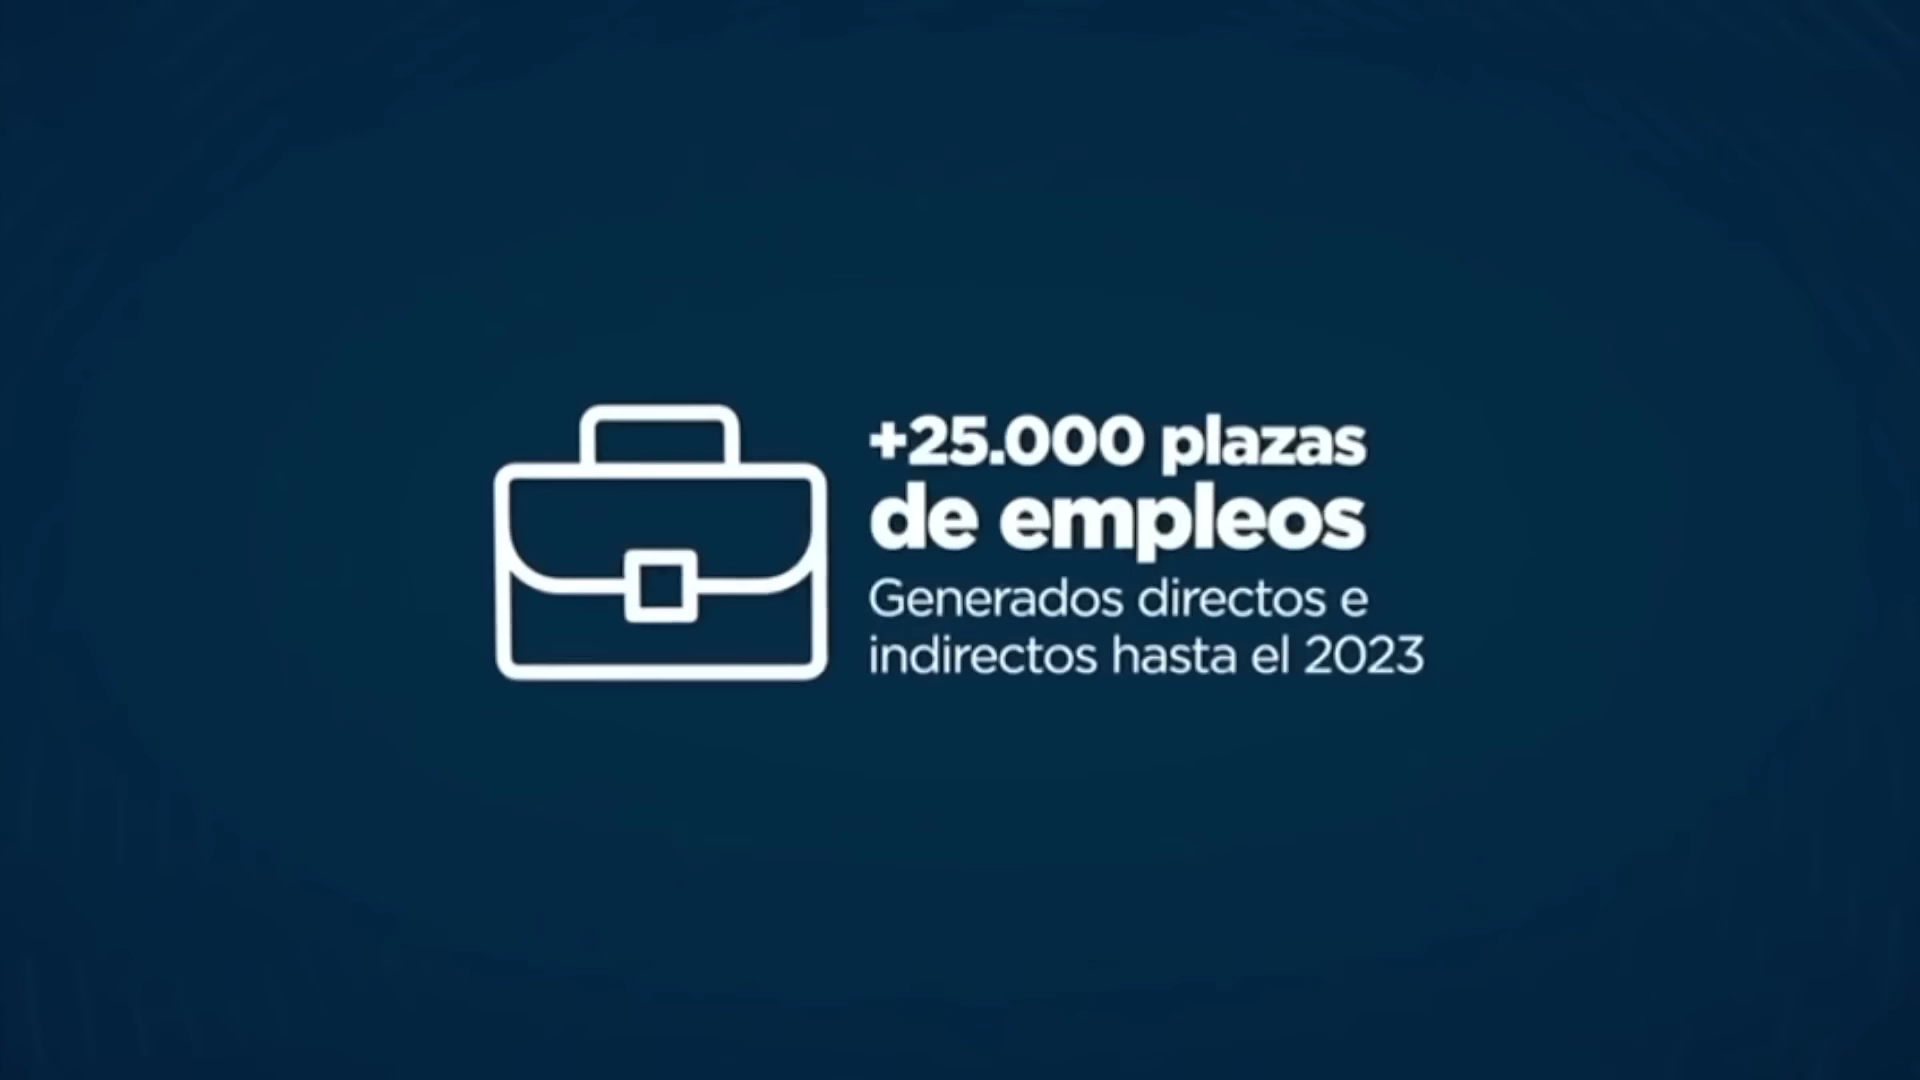 +25.000 plazas
de empleos
Generados directos e
indirectos hasta el 2023